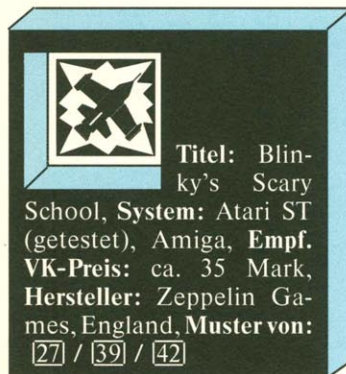 Titel: Blin-
ky's Scary
School, System: Atari ST
(getestet), Amiga, Empf.
VK-Preis: ca. 35 Mark,
Hersteller: Zeppelin Ga-
mes, England, Muster von:
27 / 39 / 42